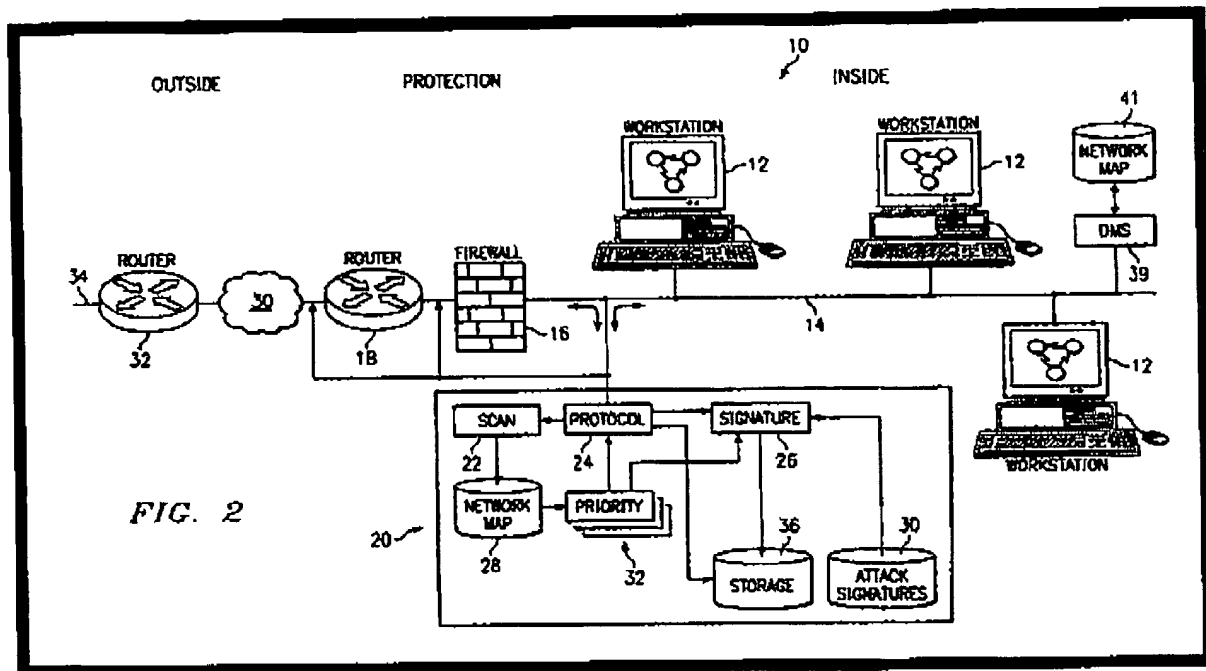 10
OUTSIDE
PROTECTION
INSIDE
WORKSTATION
12
WORKSTATION
12
41
NETWORK
MAP
DMS
39
34
ROUTER
32
30
ROUTER
18
FIREWALL
16
14
12
WORKSTATION
SCAN
22
PROTOCOL
24
SIGNATURE
26
NETWORK
MAP
28
PRIORITY
32
36
STORAGE
30
ATTACK
SIGNATURES
20
FIG. 2